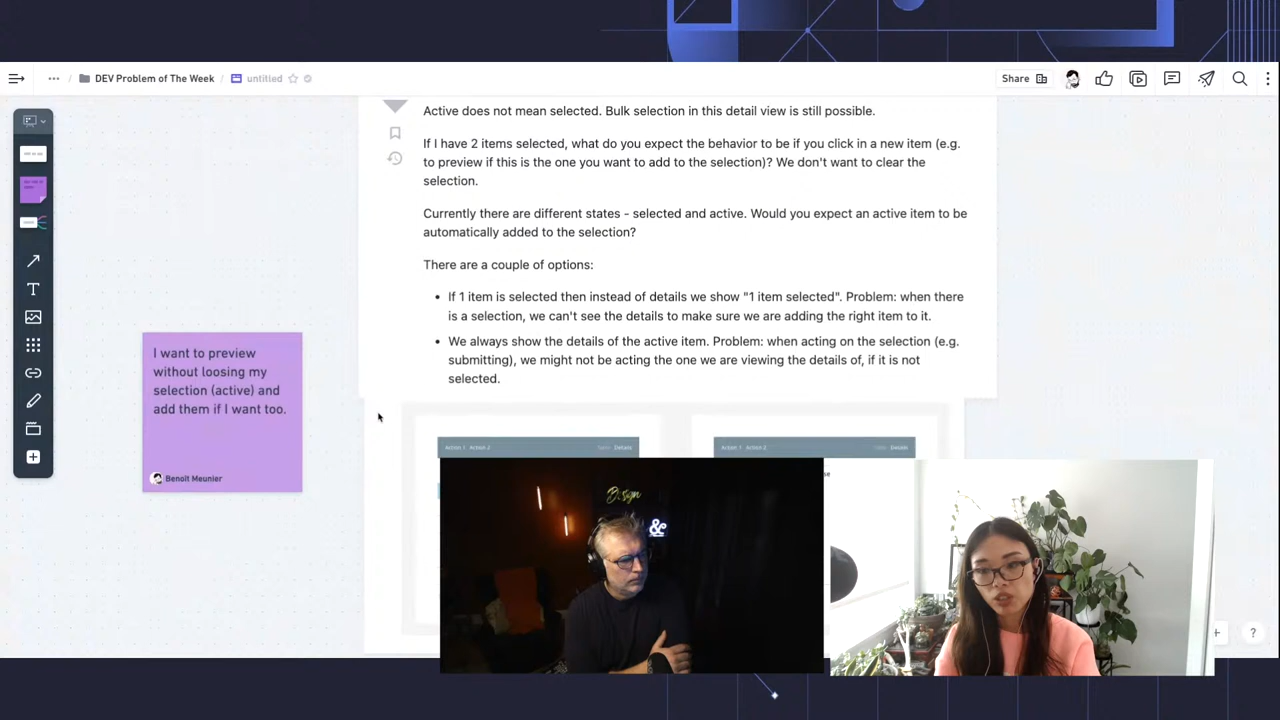 ... / DEV Problem of The Week / untitled
Share
Active does not mean selected. Bulk selection in this detail view is still possible.
If I have 2 items selected, what do you expect the behavior to be if you click in a new item (e.g.
to preview if this is the one you want to add to the selection)? We don't want to clear the
selection.
Currently there are different states - selected and active. Would you expect an active item to be
automatically added to the selection?
There are a couple of options:
• If 1 item is selected then instead of details we show "1 item selected". Problem: when there
is a selection, we can't see the details to make sure we are adding the right item to it.
• We always show the details of the active item. Problem: when acting on the selection (e.g.
submitting), we might not be acting the one we are viewing the details of, if it is not
selected.
I want to preview
without loosing my
selection (active) and
add them if I want too.
Benoît Meunier
Action 1 Action 2 Details
Action 1 Action 2 Details
Design
&
T
?